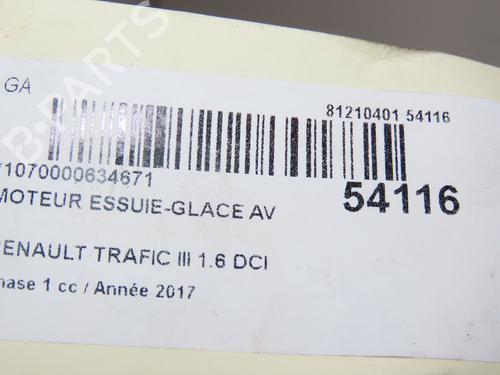 GA
81210401 54116
*1070000634671
MOTEUR ESSUIE-GLACE AV
54116
RENAULT TRAFIC III 1.6 DCI
hase 1 cc / Année 2017
B-PARTS